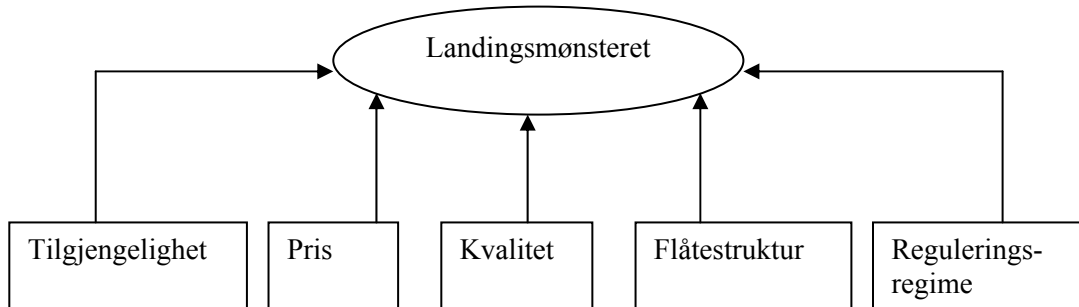 Landingsmønsteret
Tilgjengelighet
Pris
Kvalitet
Flåtestruktur
Regulerings-
regime